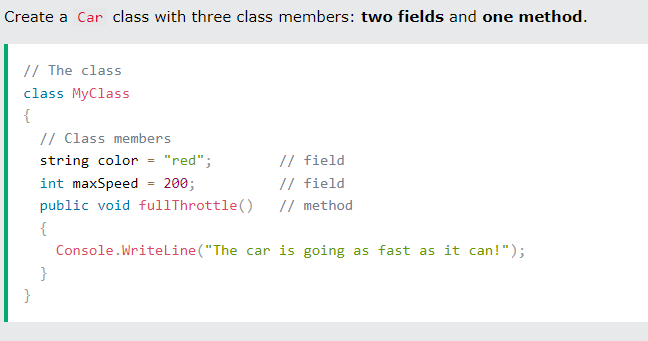 Create a Car class with three class members: two fields and one method.
// The class
class MyClass
{
  // Class members
  string color = "red";        // field
  int maxSpeed = 200;          // field
  public void fullThrottle()   // method
  {
    Console.WriteLine("The car is going as fast as it can!");
  }
}